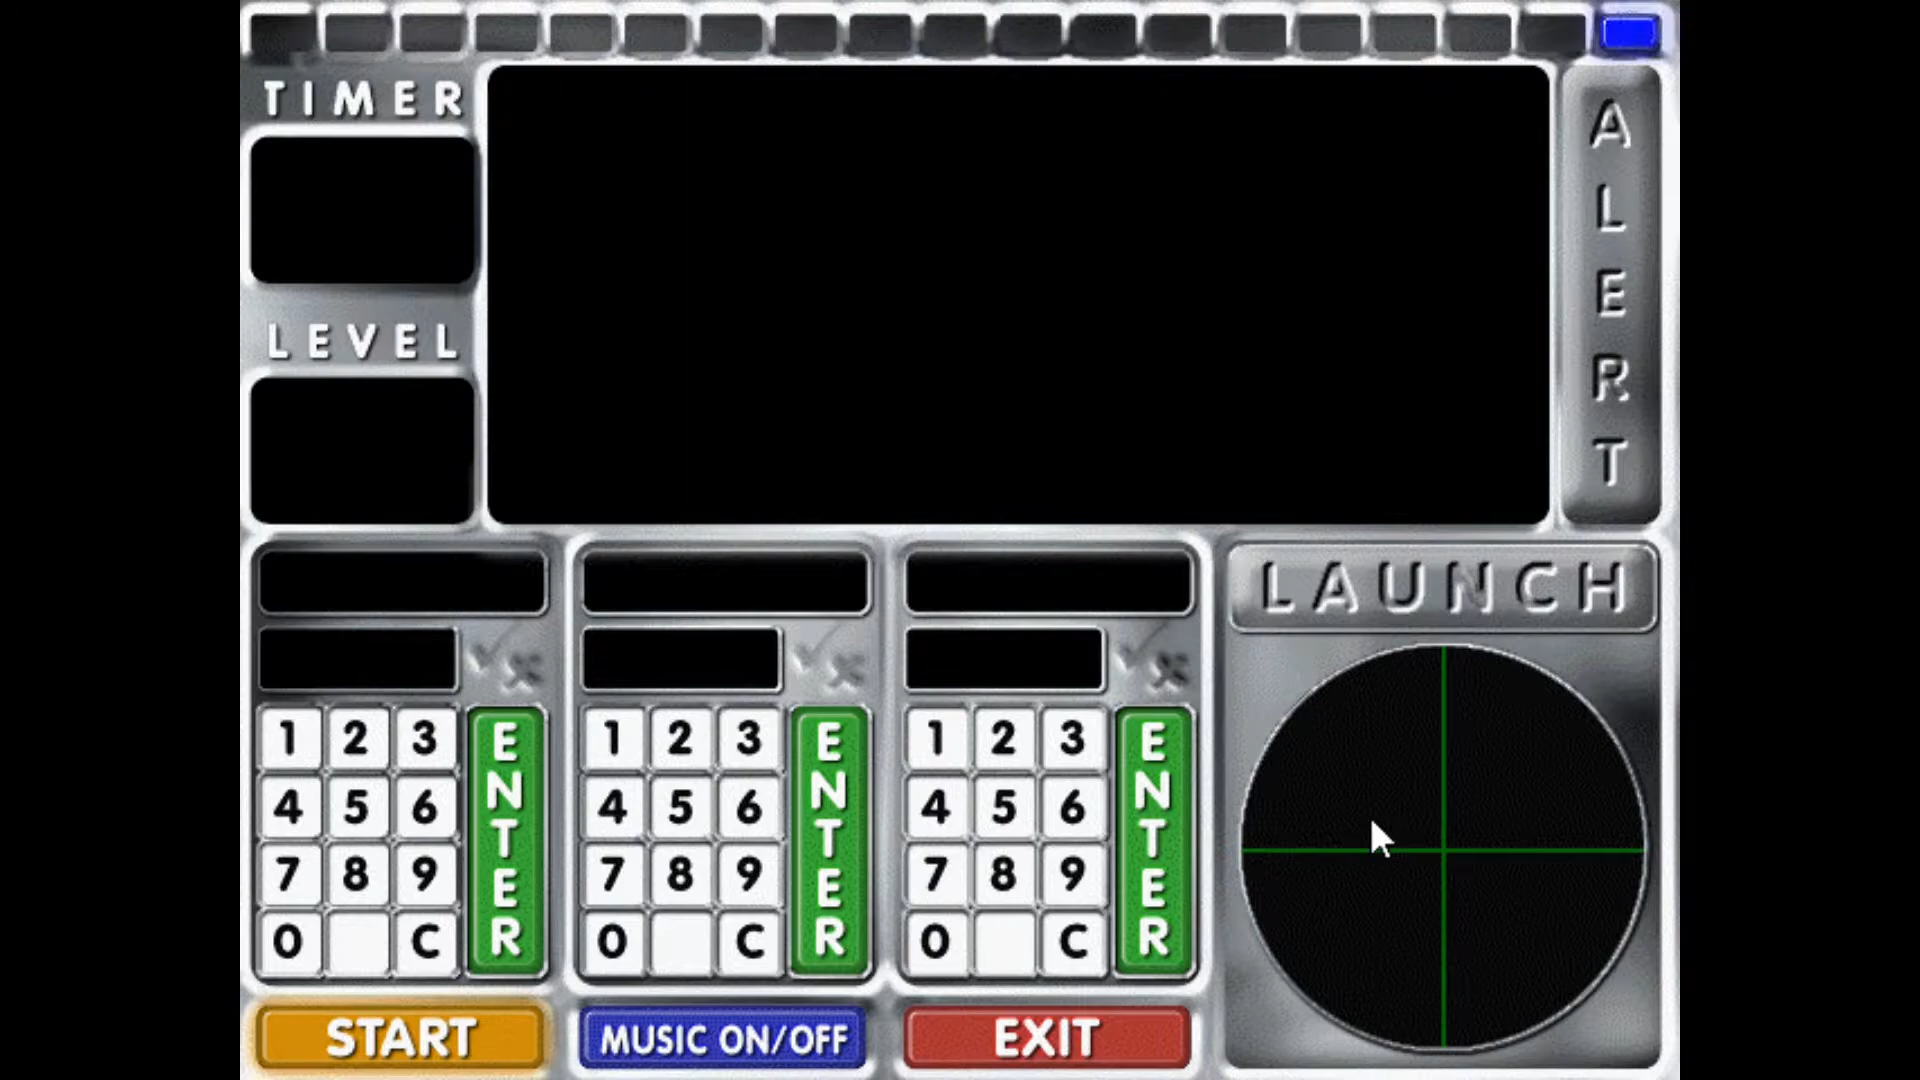 TIMER
LEVEL
ALERT
LAUNCH
1 2 3
4 5 6
7 8 9
0 C
ENTER
1 2 3
4 5 6
7 8 9
0 C
ENTER
1 2 3
4 5 6
7 8 9
0 C
ENTER
START
MUSIC ON/OFF
EXIT